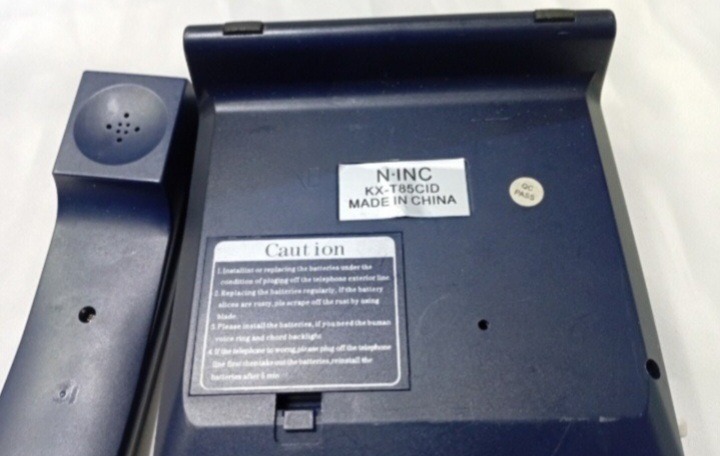 N·INC
KX-T85CID
MADE IN CHINA
QC
PASS
Caution
1.Installize or replacing the batteries under the
condition of pluging off the telephone exterior line.
2.Replacing the batteries regularly, if the battery
slices are rusty, pls scrape off the rust by using
blade.
3.Please install the batteries, if you need the human
voice ring and chord backlight
4.If the telephone is wrong, please plug off the telephone
line first then take out the batteries, reinstall the
batteries after 5 min